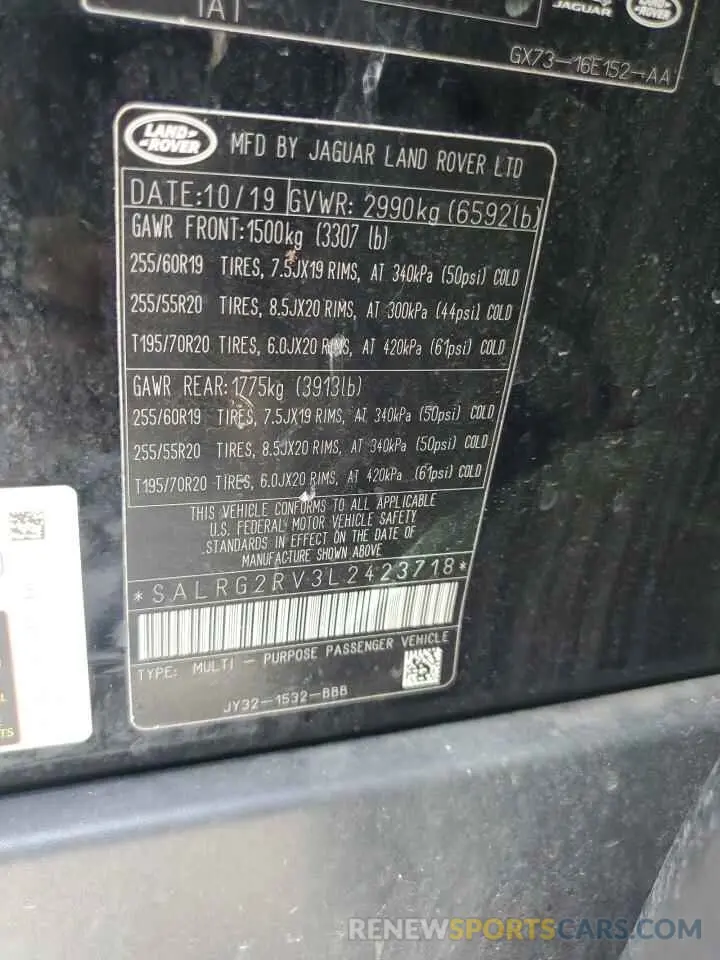 JAGUAR
GX73-16E152-AA
LAND ROVER
MFD BY JAGUAR LAND ROVER LTD
DATE:10/19 GVWR: 2990kg (6592lb)
GAWR FRONT:1500kg (3307 lb)
255/60R19 TIRES, 7.5JX19 RIMS, AT 340kPa (50psi) COLD
255/55R20 TIRES, 8.5JX20 RIMS, AT 300kPa (44psi) COLD
T195/70R20 TIRES, 6.0JX20 RIMS, AT 420kPa (61psi) COLD
GAWR REAR:1775kg (3913lb)
255/60R19 TIRES, 7.5JX19 RIMS, AT 340kPa (50psi) COLD
255/55R20 TIRES, 8.5JX20 RIMS, AT 340kPa (50psi) COLD
T195/70R20 TIRES, 6.0JX20 RIMS, AT 420kPa (61psi) COLD
THIS VEHICLE CONFORMS TO ALL APPLICABLE
U.S. FEDERAL MOTOR VEHICLE SAFETY
STANDARDS IN EFFECT ON THE DATE OF
MANUFACTURE SHOWN ABOVE
*SALRG2RV3L2423718*
TYPE: MULTI - PURPOSE PASSENGER VEHICLE
JY32-1532-BBB
RENEWSPORTSCARS.COM